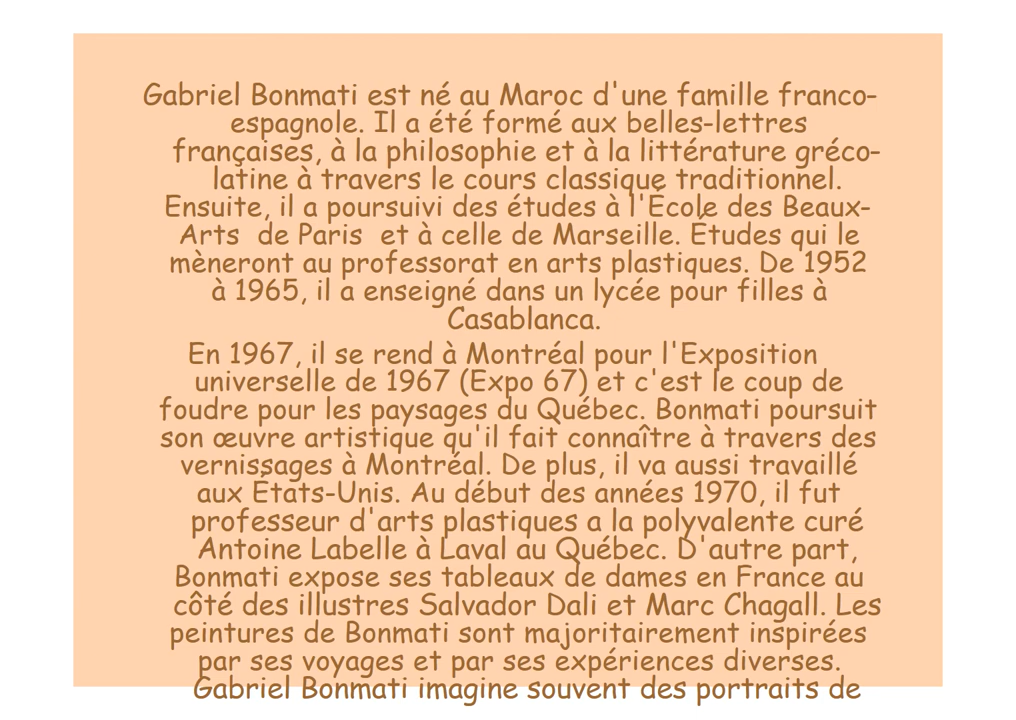 Gabriel Bonmati est né au Maroc d'une famille franco-
espagnole. Il a été formé aux belles-lettres
françaises, à la philosophie et à la littérature gréco-
latine à travers le cours classique traditionnel.
Ensuite, il a poursuivi des études à l'École des Beaux-
Arts  de Paris  et à celle de Marseille. Études qui le
mèneront au professorat en arts plastiques. De 1952
à 1965, il a enseigné dans un lycée pour filles à
Casablanca.
En 1967, il se rend à Montréal pour l'Exposition
universelle de 1967 (Expo 67) et c'est le coup de
foudre pour les paysages du Québec. Bonmati poursuit
son œuvre artistique qu'il fait connaître à travers des
vernissages à Montréal. De plus, il va aussi travaillé
aux États-Unis. Au début des années 1970, il fut
professeur d'arts plastiques a la polyvalente curé
Antoine Labelle à Laval au Québec. D'autre part,
Bonmati expose ses tableaux de dames en France au
côté des illustres Salvador Dali et Marc Chagall. Les
peintures de Bonmati sont majoritairement inspirées
par ses voyages et par ses expériences diverses.
Gabriel Bonmati imagine souvent des portraits de